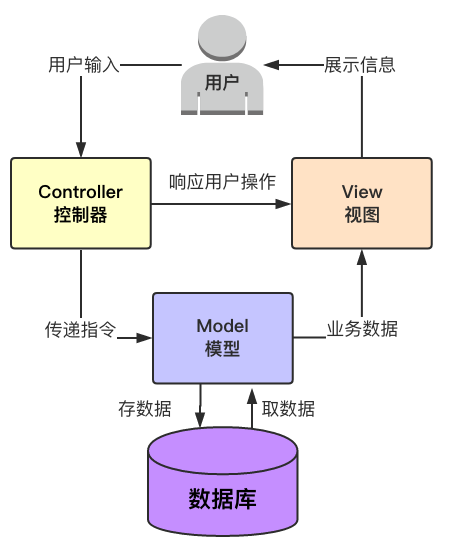 用户输入
用户
展示信息
Controller
控制器
响应用户操作
View
视图
传递指令
Model
模型
业务数据
存数据
取数据
数据库